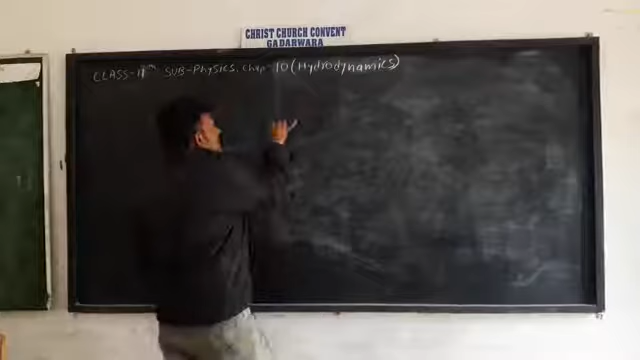 CHRIST CHURCH CONVENT
GADARWARA
CLASS-11th SUB-PHYSICS. Chap- 10 (Hydrodynamics)